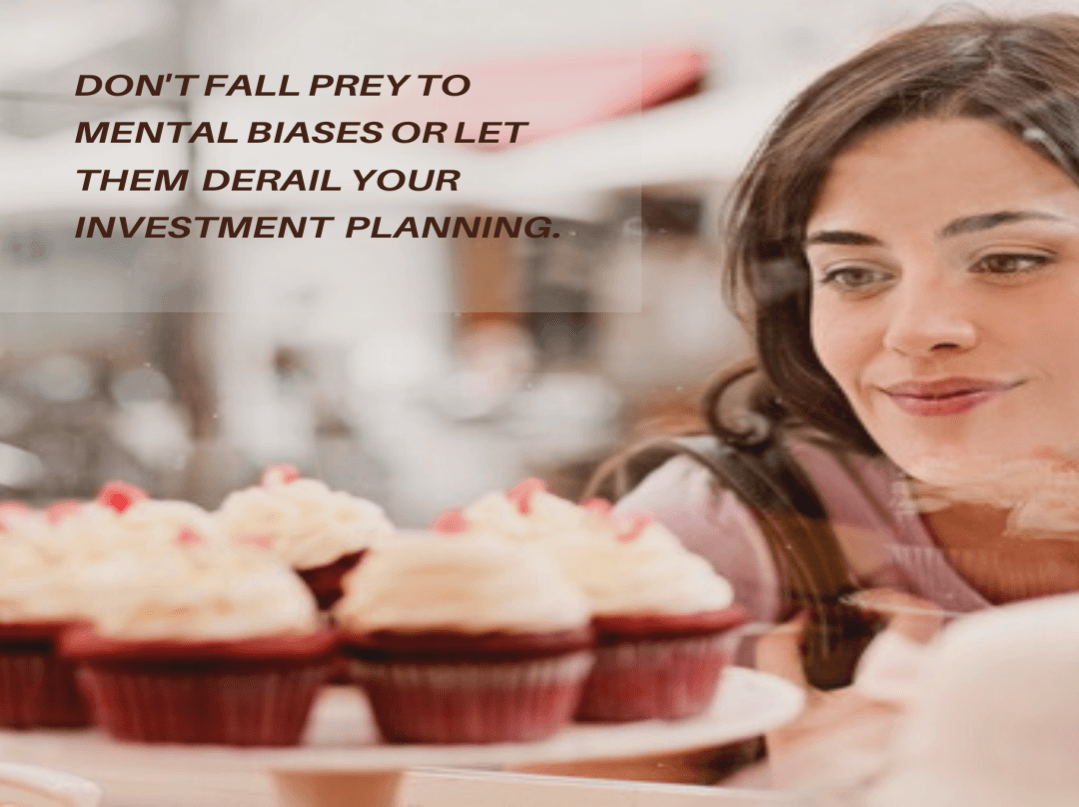 DON'T FALL PREY TO
MENTAL BIASES OR LET
THEM DERAIL YOUR
INVESTMENT PLANNING.